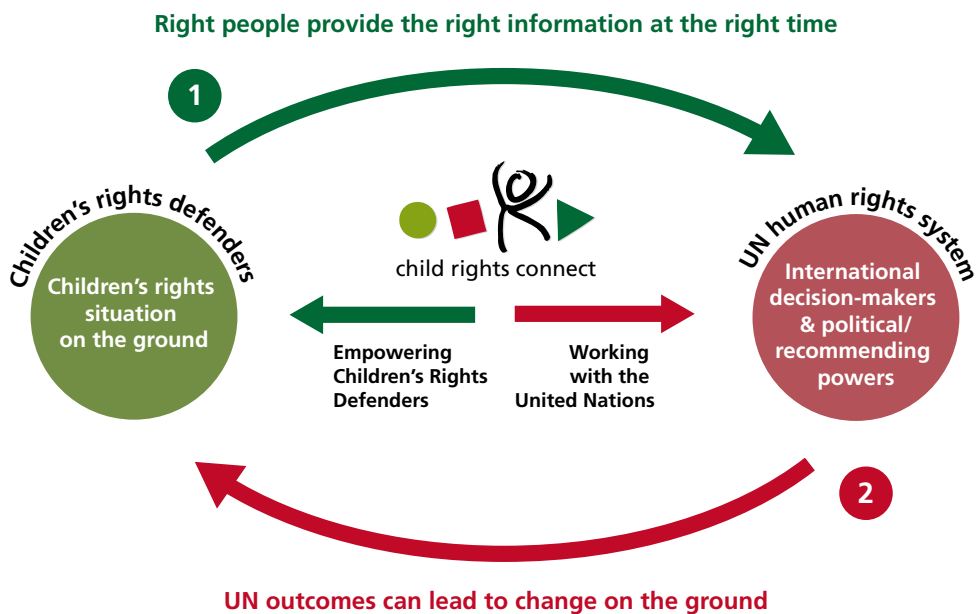 Right people provide the right information at the right time
1
Children’s rights defenders
Children’s rights
situation
on the ground
child rights connect
UN human rights system
International
decision-makers
& political/
recommending
powers
Empowering
Children’s Rights
Defenders
Working
with the
United Nations
2
UN outcomes can lead to change on the ground